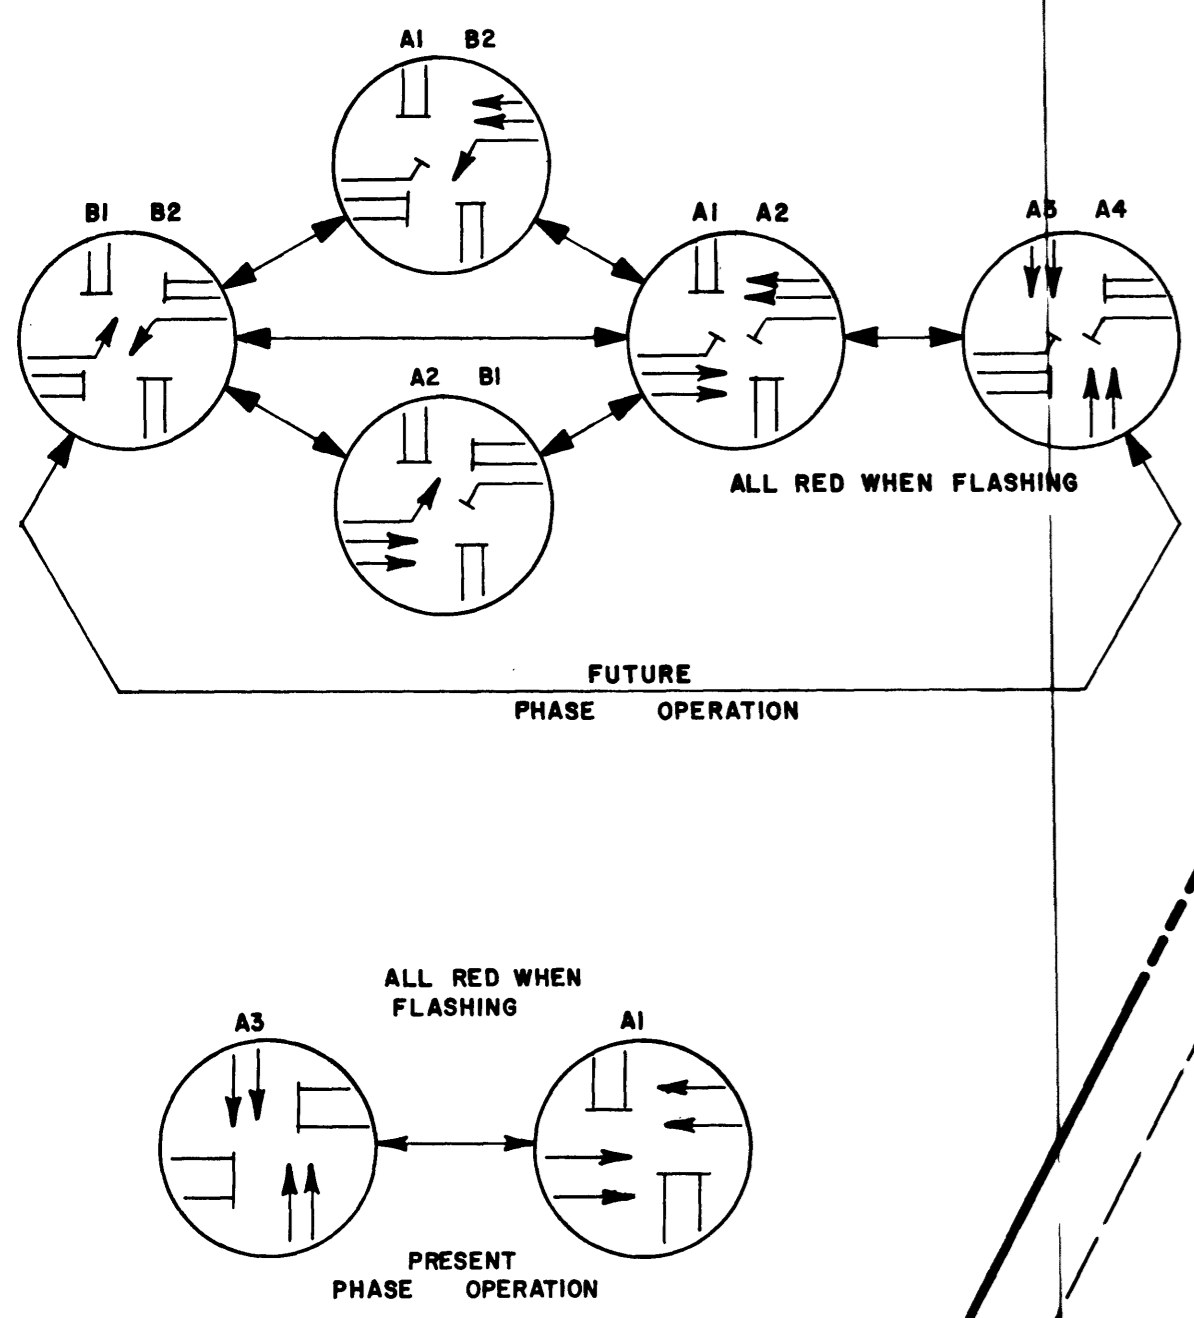 A1 B2
B1 B2
A1 A2
A3 A4
A2 B1
ALL RED WHEN FLASHING
FUTURE
PHASE OPERATION
ALL RED WHEN
FLASHING
A3
A1
PRESENT
PHASE OPERATION